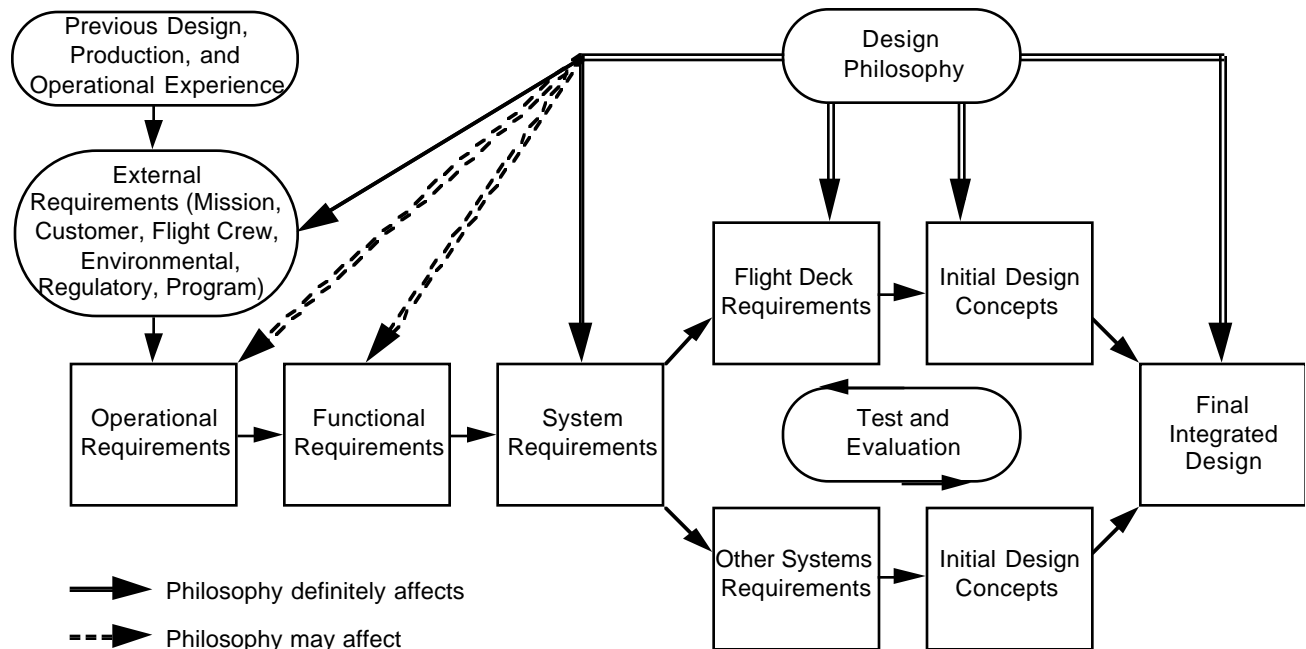 Previous Design,
Production, and
Operational Experience
Design
Philosophy
External
Requirements (Mission,
Customer, Flight Crew,
Environmental,
Regulatory, Program)
Flight Deck
Requirements
Initial Design
Concepts
Operational
Requirements
Functional
Requirements
System
Requirements
Test and
Evaluation
Final
Integrated
Design
Other Systems
Requirements
Initial Design
Concepts
Philosophy definitely affects
Philosophy may affect